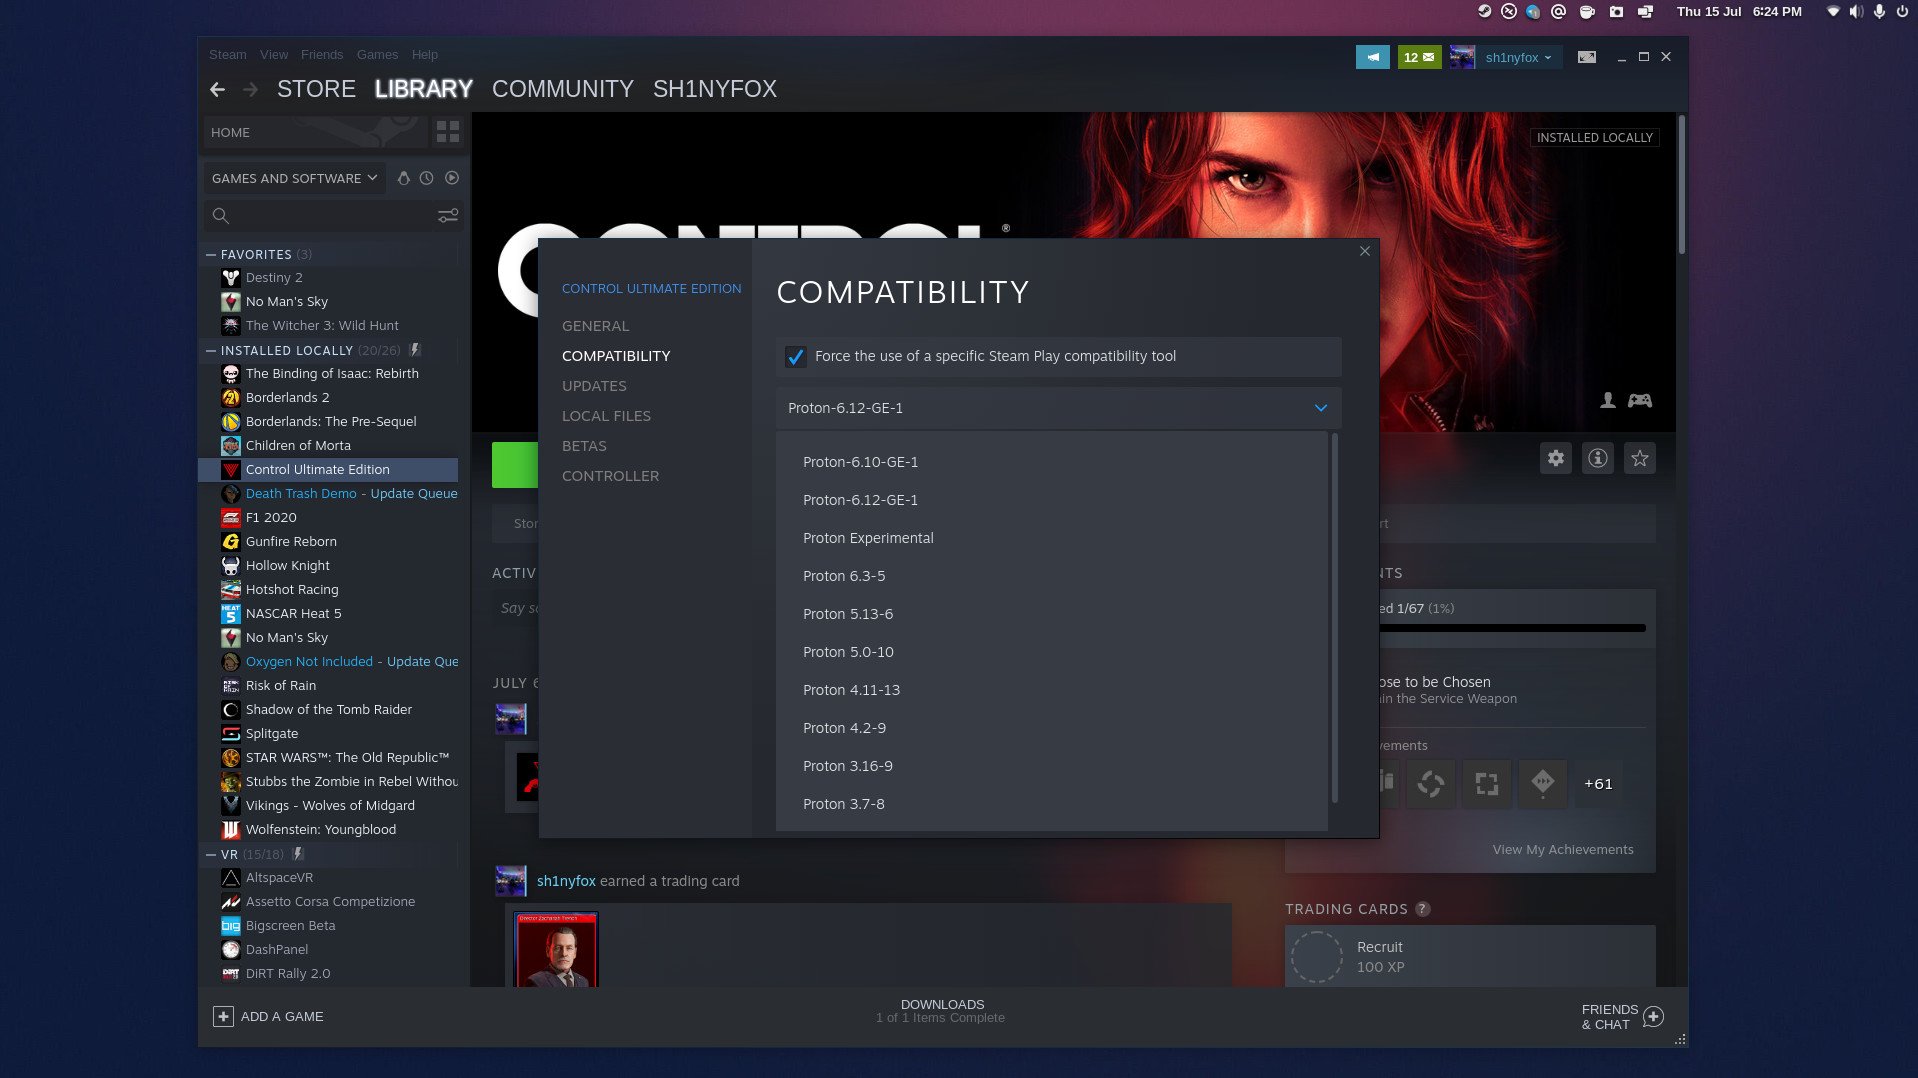 Thu 15 Jul 6:24 PM
Steam View Friends Games Help
12 sh1nyfox
STORE LIBRARY COMMUNITY SH1NYFOX
HOME
GAMES AND SOFTWARE
FAVORITES (3)
Destiny 2
No Man's Sky
The Witcher 3: Wild Hunt
INSTALLED LOCALLY (20/26)
The Binding of Isaac: Rebirth
Borderlands 2
Borderlands: The Pre-Sequel
Children of Morta
Control Ultimate Edition
Death Trash Demo - Update Queue
F1 2020
Gunfire Reborn
Hollow Knight
Hotshot Racing
NASCAR Heat 5
No Man's Sky
Oxygen Not Included - Update Que
Risk of Rain
Shadow of the Tomb Raider
Splitgate
STAR WARS™: The Old Republic™
Stubbs the Zombie in Rebel Withou
Vikings - Wolves of Midgard
Wolfenstein: Youngblood
VR (15/18)
AltspaceVR
Assetto Corsa Competizione
Bigscreen Beta
DashPanel
DiRT Rally 2.0
INSTALLED LOCALLY
CONTROL ®
CONTROL ULTIMATE EDITION
GENERAL
COMPATIBILITY
UPDATES
LOCAL FILES
BETAS
CONTROLLER
COMPATIBILITY
Force the use of a specific Steam Play compatibility tool
Proton-6.12-GE-1
Proton-6.10-GE-1
Proton-6.12-GE-1
Proton Experimental
Proton 6.3-5
Proton 5.13-6
Proton 5.0-10
Proton 4.11-13
Proton 4.2-9
Proton 3.16-9
Proton 3.7-8
Stor
rt
ACTIV
Say so
JULY 6
NTS
ed 1/67 (1%)
ose to be Chosen
in the Service Weapon
vements
+61
View My Achievements
sh1nyfox earned a trading card
TRADING CARDS ?
Recruit
100 XP
ADD A GAME
DOWNLOADS
1 of 1 Items Complete
FRIENDS
& CHAT